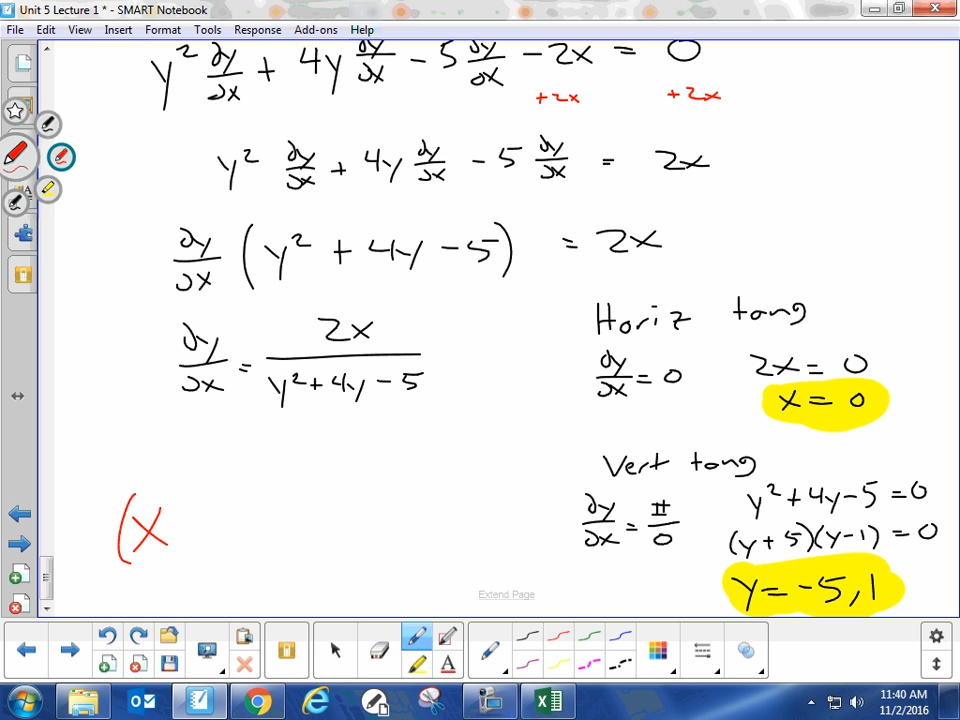 Unit 5 Lecture 1 * - SMART Notebook
File Edit View Insert Format Tools Response Add-ons Help
y² dy/dx + 4y dy/dx - 5 dy/dx - 2x = 0
+2x +2x
y² dy/dx + 4y dy/dx - 5 dy/dx = 2x
dy/dx (y² + 4y - 5) = 2x
dy/dx = 2x / y² + 4y - 5
Horiz tang
dy/dx = 0 2x = 0
x = 0
Vert tang
dy/dx = π/0 y² + 4y - 5 = 0
(y + 5)(y - 1) = 0
y = -5, 1
(x
Extend Page
A
11:40 AM
11/2/2016